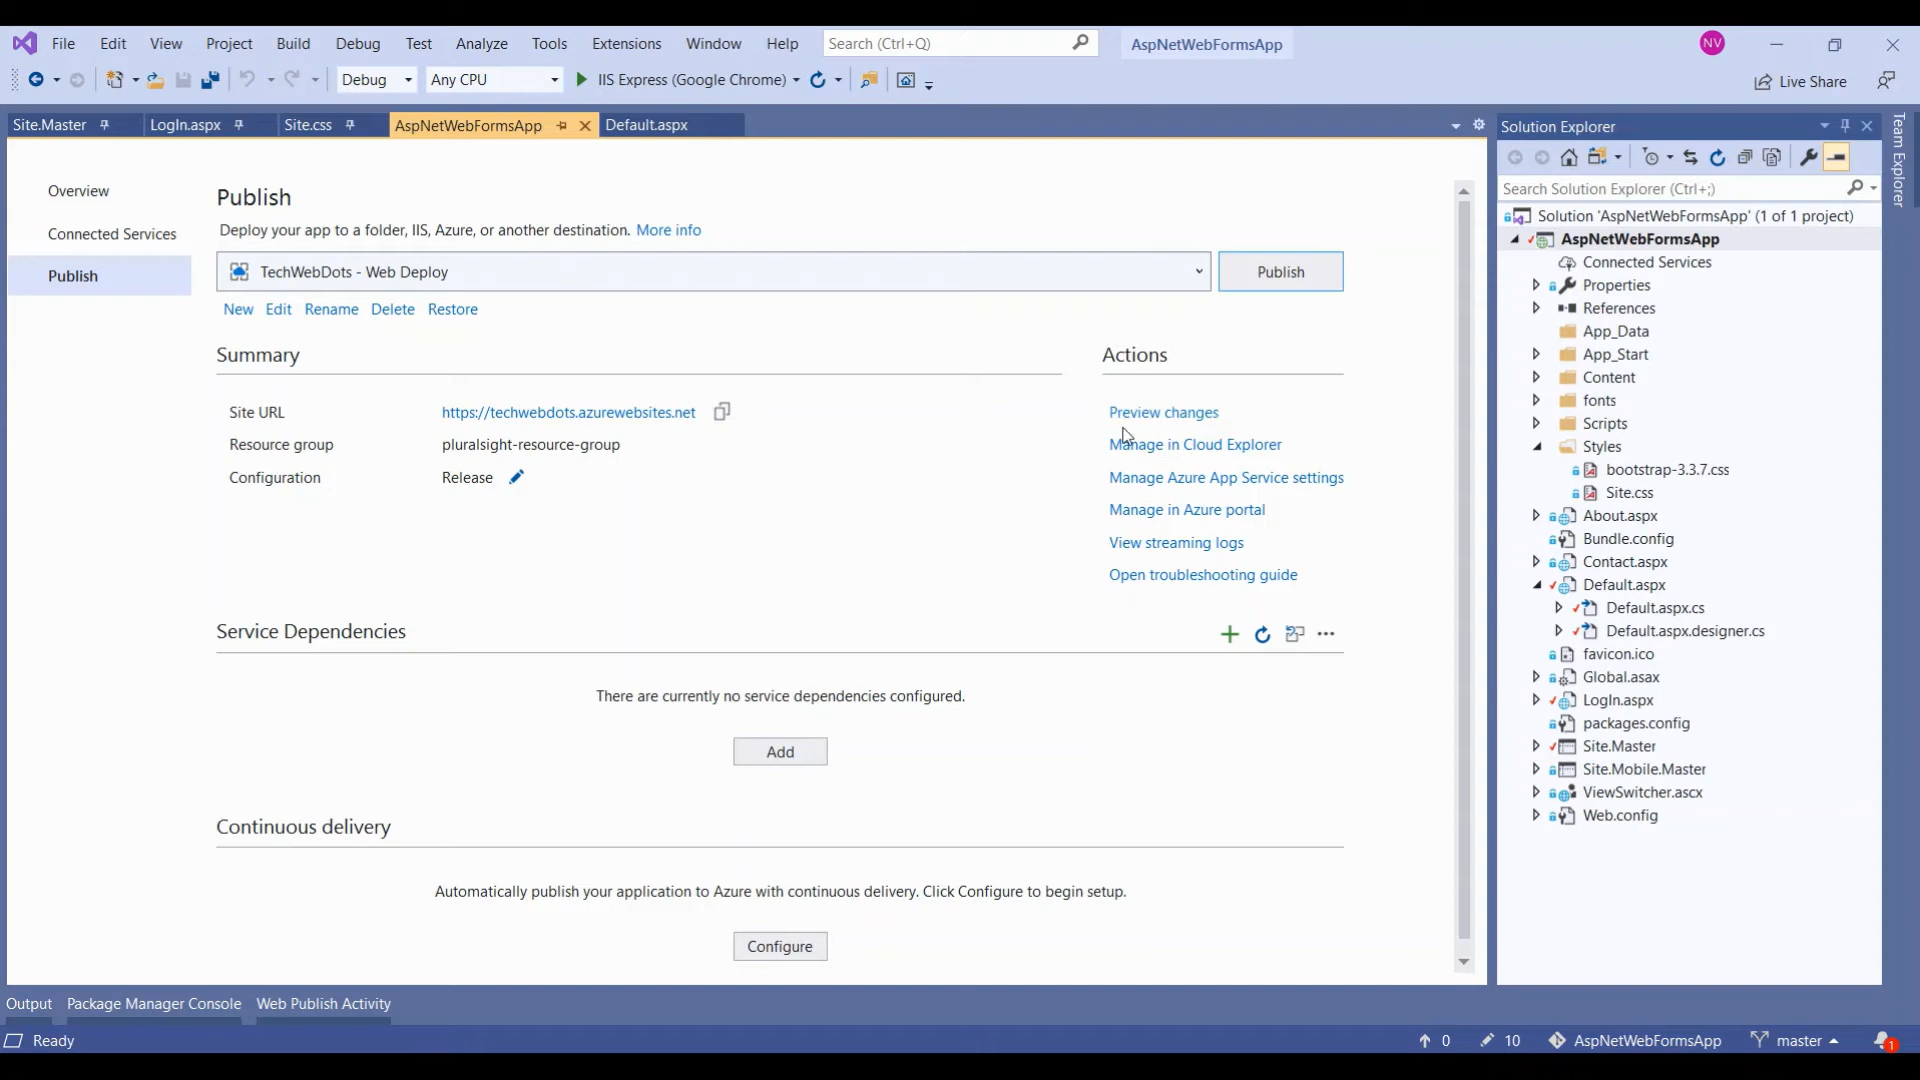 File Edit View Project Build Debug Test Analyze Tools Extensions Window Help Search (Ctrl+Q) AspNetWebFormsApp NV
Debug Any CPU IIS Express (Google Chrome) Live Share
Site.Master LogIn.aspx Site.css AspNetWebFormsApp Default.aspx
Overview
Connected Services
Publish
Publish
Deploy your app to a folder, IIS, Azure, or another destination. More info
TechWebDots - Web Deploy Publish
New Edit Rename Delete Restore
Summary
Site URL https://techwebdots.azurewebsites.net
Resource group pluralsight-resource-group
Configuration Release
Actions
Preview changes
Manage in Cloud Explorer
Manage Azure App Service settings
Manage in Azure portal
View streaming logs
Open troubleshooting guide
Service Dependencies
There are currently no service dependencies configured.
Add
Continuous delivery
Automatically publish your application to Azure with continuous delivery. Click Configure to begin setup.
Configure
Solution Explorer
Search Solution Explorer (Ctrl+;)
Solution 'AspNetWebFormsApp' (1 of 1 project)
AspNetWebFormsApp
Connected Services
Properties
References
App_Data
App_Start
Content
fonts
Scripts
Styles
bootstrap-3.3.7.css
Site.css
About.aspx
Bundle.config
Contact.aspx
Default.aspx
Default.aspx.cs
Default.aspx.designer.cs
favicon.ico
Global.asax
LogIn.aspx
packages.config
Site.Master
Site.Mobile.Master
ViewSwitcher.ascx
Web.config
Team Explorer
Output Package Manager Console Web Publish Activity
Ready 0 10 AspNetWebFormsApp master 1